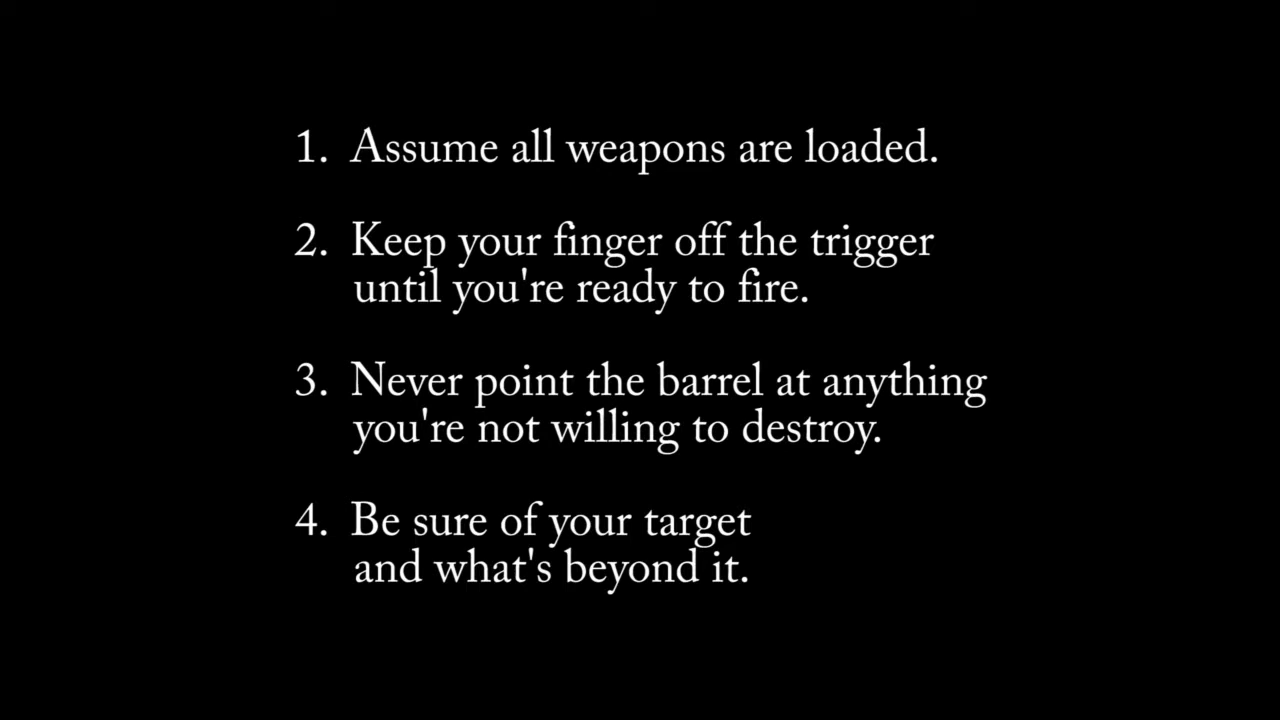 1. Assume all weapons are loaded.
2. Keep your finger off the trigger
until you're ready to fire.
3. Never point the barrel at anything
you're not willing to destroy.
4. Be sure of your target
and what's beyond it.